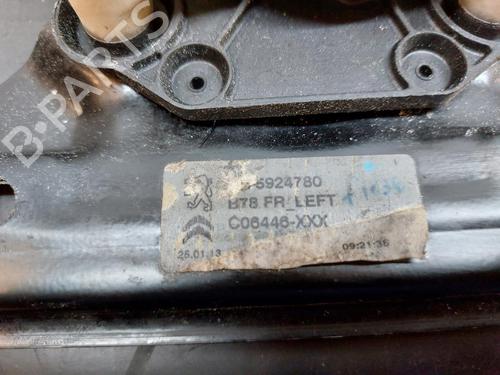 B-PARTS
5924780
B78 FR LEFT
C06446-XXX
25.01.13 09:21:36